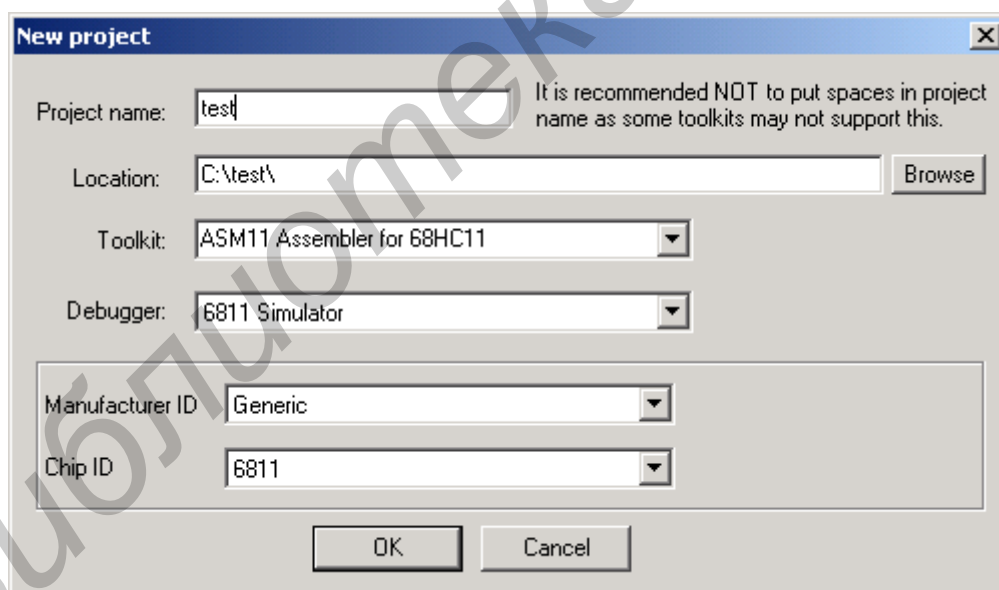 New project
Project name:
test
It is recommended NOT to put spaces in project
name as some toolkits may not support this.
Location:
C:\test\
Browse
Toolkit:
ASM11 Assembler for 68HC11
Debugger:
6811 Simulator
Manufacturer ID
Generic
Chip ID
6811
OK
Cancel